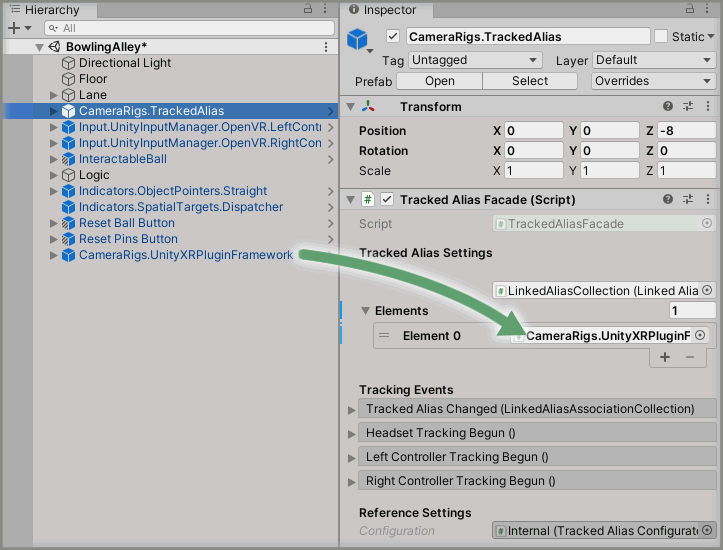 Hierarchy
All
BowlingAlley*
Directional Light
Floor
Lane
CameraRigs.TrackedAlias
Input.UnityInputManager.OpenVR.LeftContr
Input.UnityInputManager.OpenVR.RightCon
InteractableBall
Logic
Indicators.ObjectPointers.Straight
Indicators.SpatialTargets.Dispatcher
Reset Ball Button
Reset Pins Button
CameraRigs.UnityXRPluginFramework
Inspector
CameraRigs.TrackedAlias Static
Tag Untagged Layer Default
Prefab Open Select Overrides
Transform
Position X 0 Y 0 Z -8
Rotation X 0 Y 0 Z 0
Scale X 1 Y 1 Z 1
Tracked Alias Facade (Script)
Script TrackedAliasFacade
Tracked Alias Settings
LinkedAliasCollection (Linked Alia
Elements 1
Element 0 CameraRigs.UnityXRPluginF
+ −
Tracking Events
Tracked Alias Changed (LinkedAliasAssociationCollection)
Headset Tracking Begun ()
Left Controller Tracking Begun ()
Right Controller Tracking Begun ()
Reference Settings
Configuration Internal (Tracked Alias Configurato